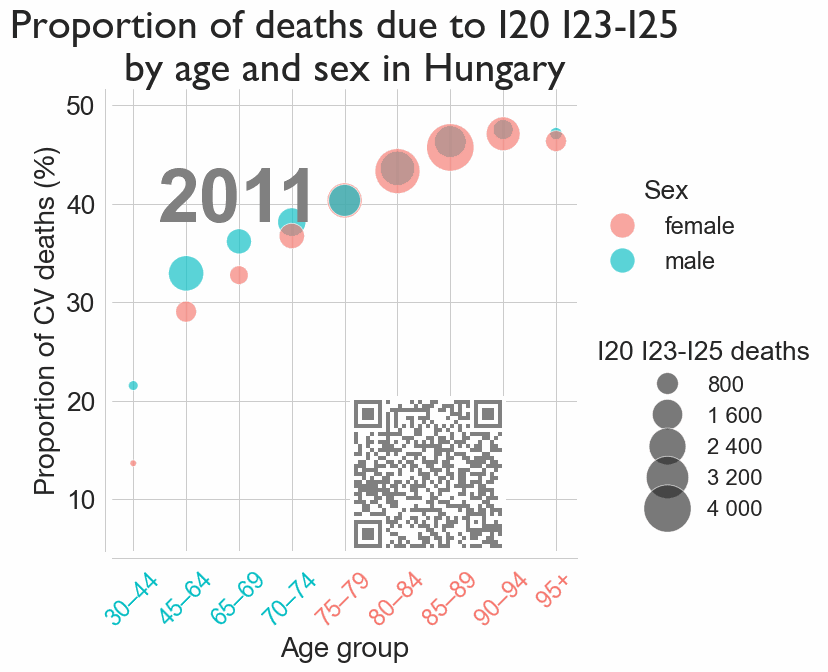 Proportion of deaths due to I20 I23-I25
by age and sex in Hungary
Proportion of CV deaths (%)
50
40
30
20
10
2011
30–44
45–64
65–69
70–74
75–79
80–84
85–89
90–94
95+
Age group
Sex
female
male
I20 I23-I25 deaths
800
1 600
2 400
3 200
4 000